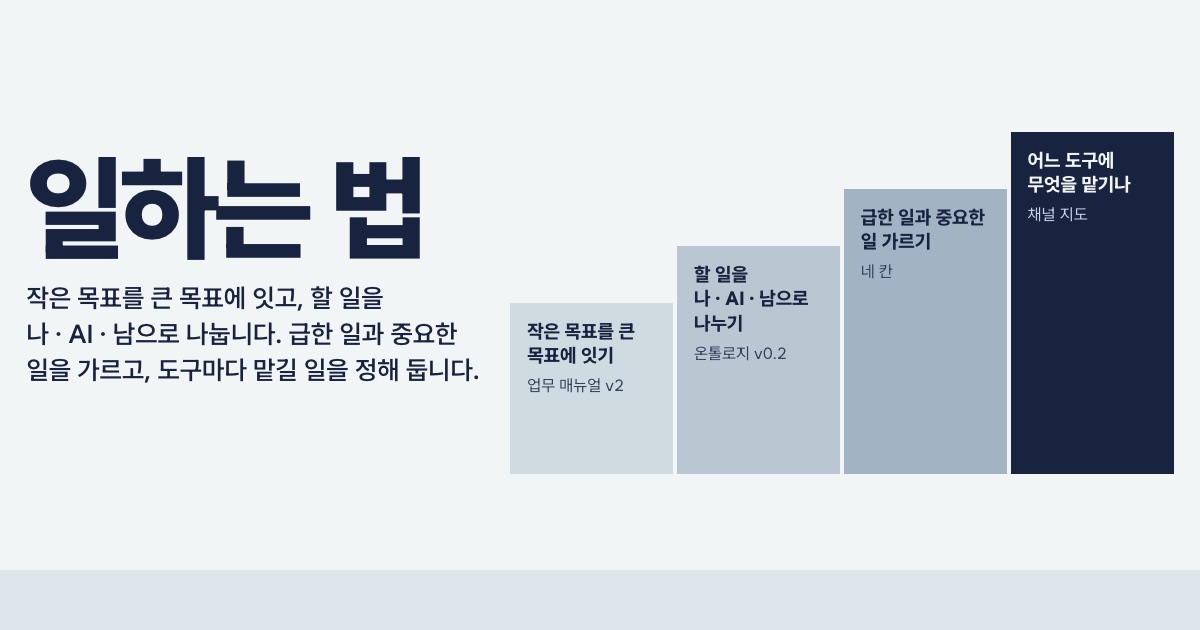 일하는 법
작은 목표를 큰 목표에 잇고, 할 일을
나 · AI · 남으로 나눕니다. 급한 일과 중요한
일을 가르고, 도구마다 맡길 일을 정해 둡니다.
작은 목표를 큰
목표에 잇기
업무 매뉴얼 v2
할 일을
나 · AI · 남으로
나누기
온톨로지 v0.2
급한 일과 중요한
일 가르기
네 칸
어느 도구에
무엇을 맡기나
채널 지도